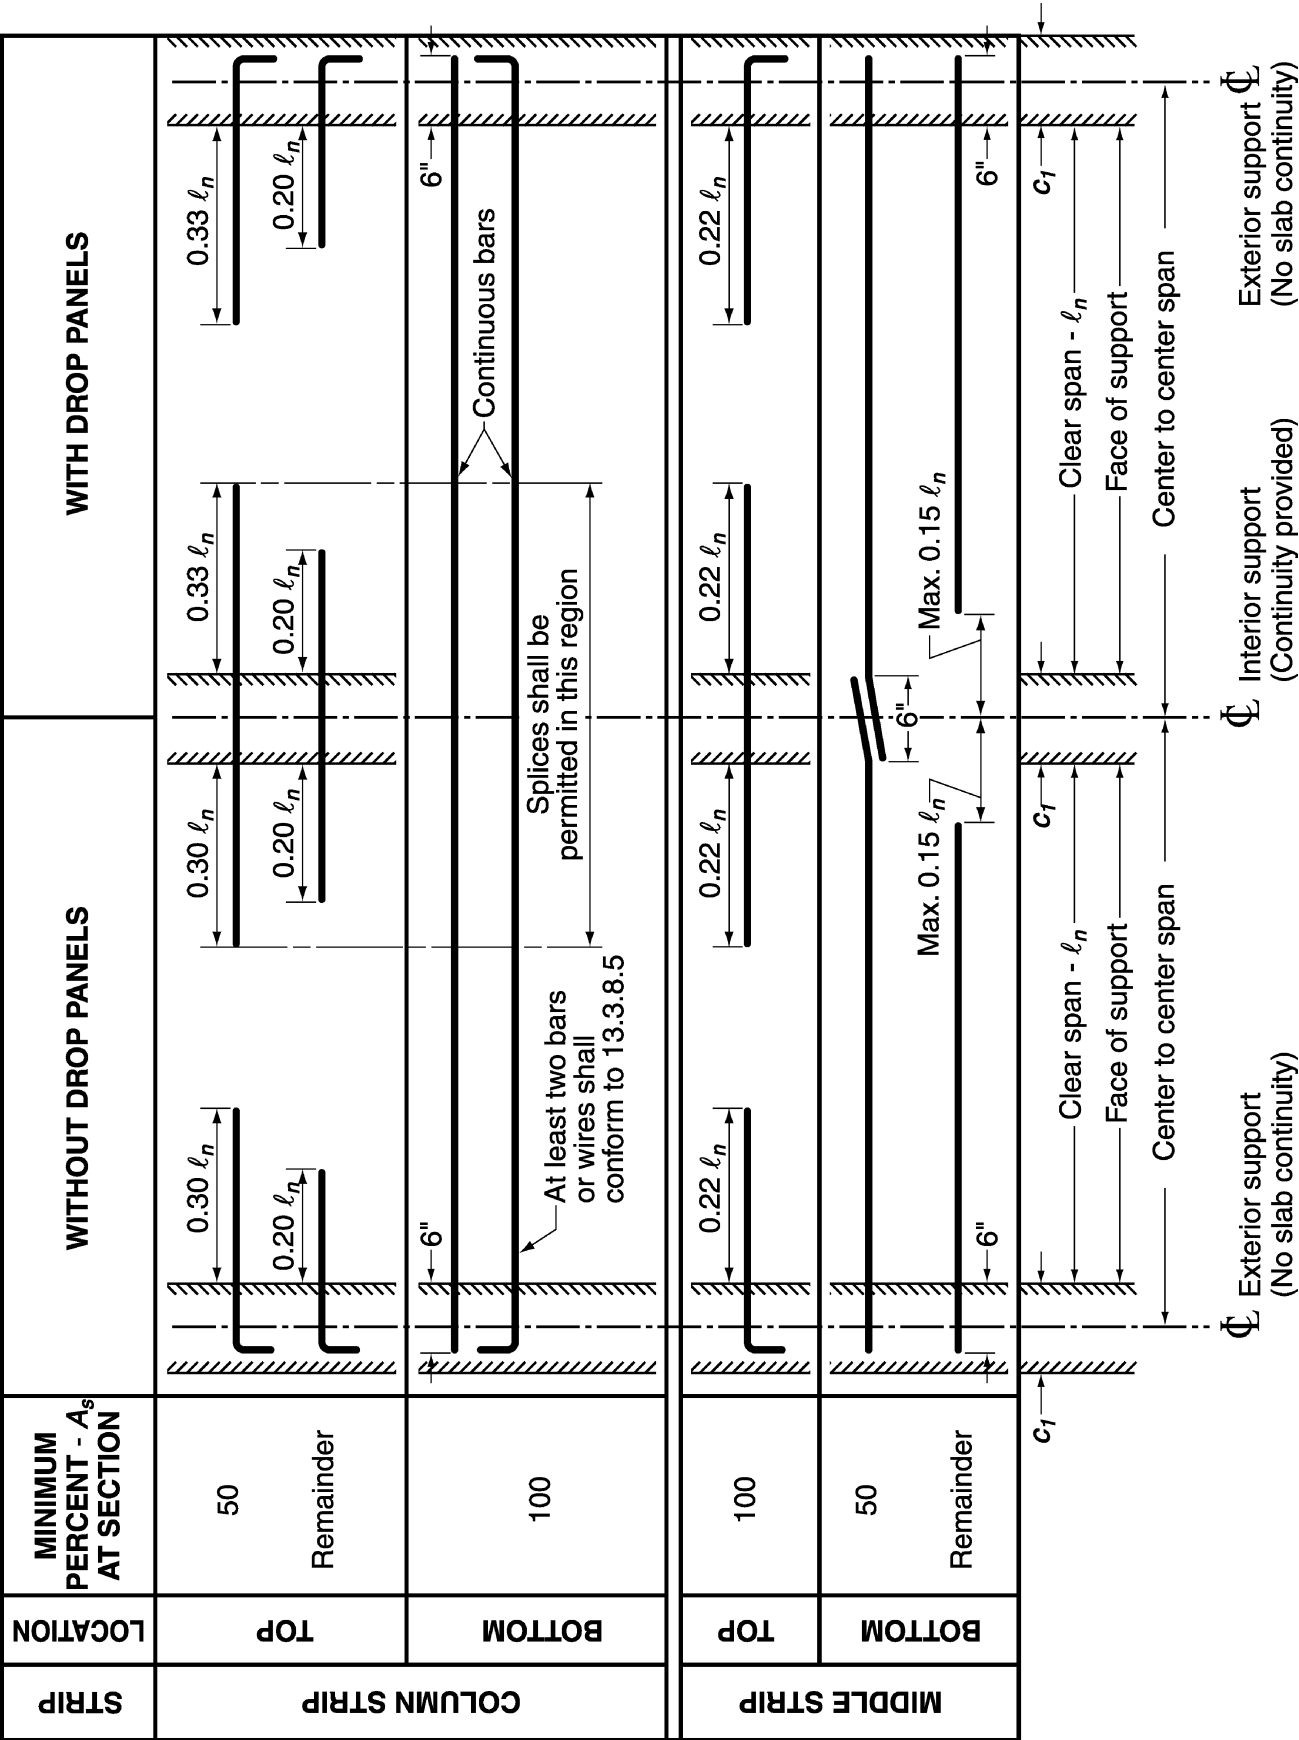 STRIP
LOCATION
MINIMUM
PERCENT - As
AT SECTION
WITHOUT DROP PANELS
WITH DROP PANELS
COLUMN STRIP
TOP
50
0.30 ℓn
0.30 ℓn
0.33 ℓn
0.33 ℓn
Remainder
0.20 ℓn
0.20 ℓn
0.20 ℓn
0.20 ℓn
BOTTOM
100
6"
6"
Continuous bars
At least two bars
or wires shall
conform to 13.3.8.5
Splices shall be
permitted in this region
MIDDLE STRIP
TOP
100
0.22 ℓn
0.22 ℓn
0.22 ℓn
0.22 ℓn
BOTTOM
50
6"
Remainder
Max. 0.15 ℓn
Max. 0.15 ℓn
6"
6"
c1
c1
c1
Clear span - ℓn
Clear span - ℓn
Face of support
Face of support
Center to center span
Center to center span
℄
℄
℄
Exterior support
(No slab continuity)
Interior support
(Continuity provided)
Exterior support
(No slab continuity)